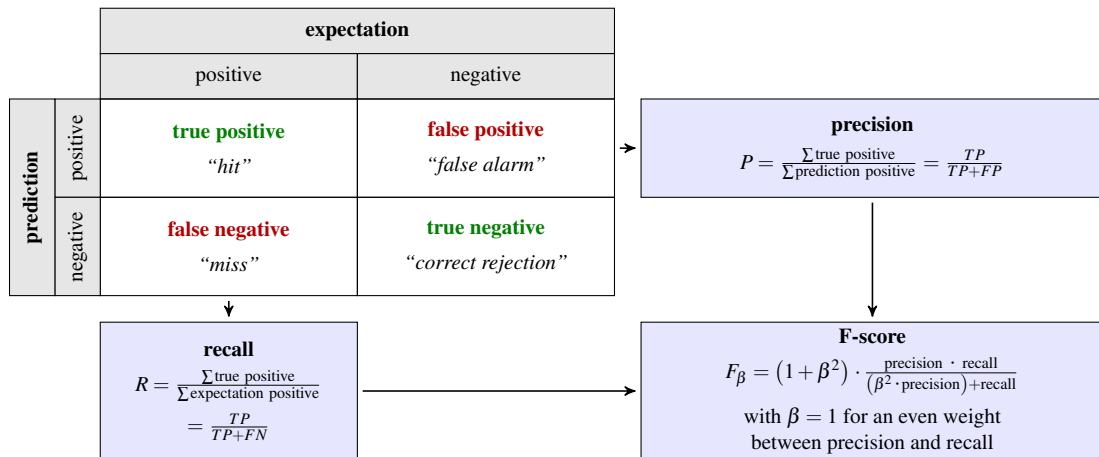 expectation
positive negative
prediction
positive
true positive false positive
"hit" "false alarm"
negative
false negative true negative
"miss" "correct rejection"
precision
P = ∑true positive / ∑prediction positive = TP / TP+FP
recall
R = ∑true positive / ∑expectation positive
= TP / TP+FN
F-score
Fβ = (1 + β²) · precision · recall / (β² · precision)+recall
with β = 1 for an even weight
between precision and recall